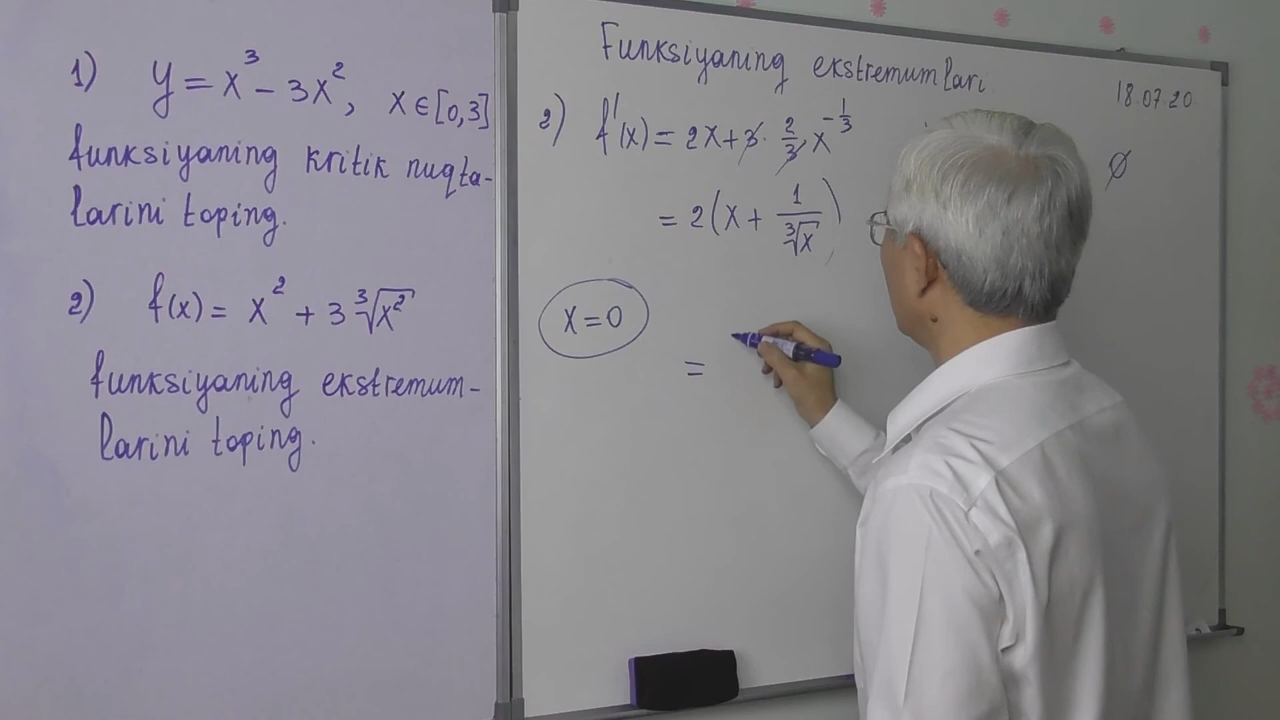 1) y = x³ − 3x², x ∈ [0,3]
funksiyaning kritik nuqta-
larini toping.
2) f(x) = x² + 3∛x²
funksiyaning ekstremum-
larini toping.
Funksiyaning ekstremumlari
18.07.20
2) f'(x) = 2x + 3 · 2/3 x^(-1/3)
∅
= 2(x + 1/∛x)
x = 0
=